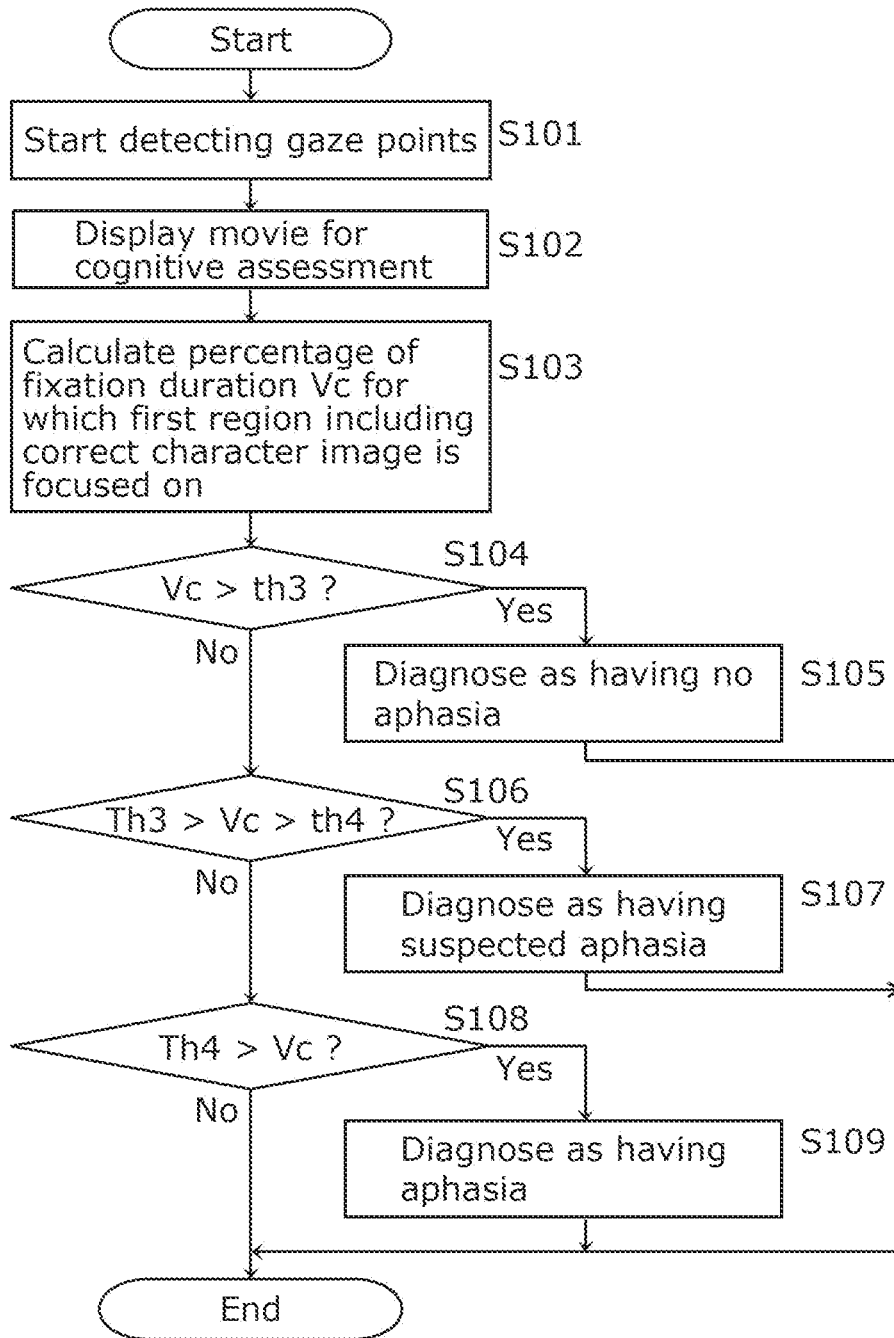 Start
Start detecting gaze points
S101
Display movie for
cognitive assessment
S102
Calculate percentage of
fixation duration Vc for
which first region including
correct character image is
focused on
S103
S104
Vc > th3 ?
Yes
No
Diagnose as having no
aphasia
S105
S106
Th3 > Vc > th4 ?
Yes
No
Diagnose as having
suspected aphasia
S107
S108
Th4 > Vc ?
Yes
No
Diagnose as having
aphasia
S109
End